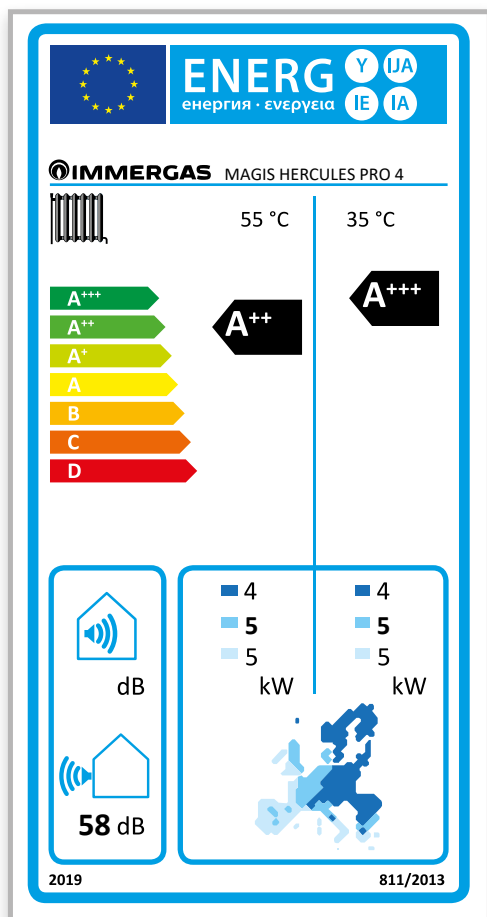 ENERG Y IJA
енергия · ενεργεια IE IA
IMMERGAS MAGIS HERCULES PRO 4
55 °C 35 °C
A+++
A++
A+
A
B
C
D
A++
A+++
4 4
5 5
5 5
kW kW
dB
58 dB
2019 811/2013